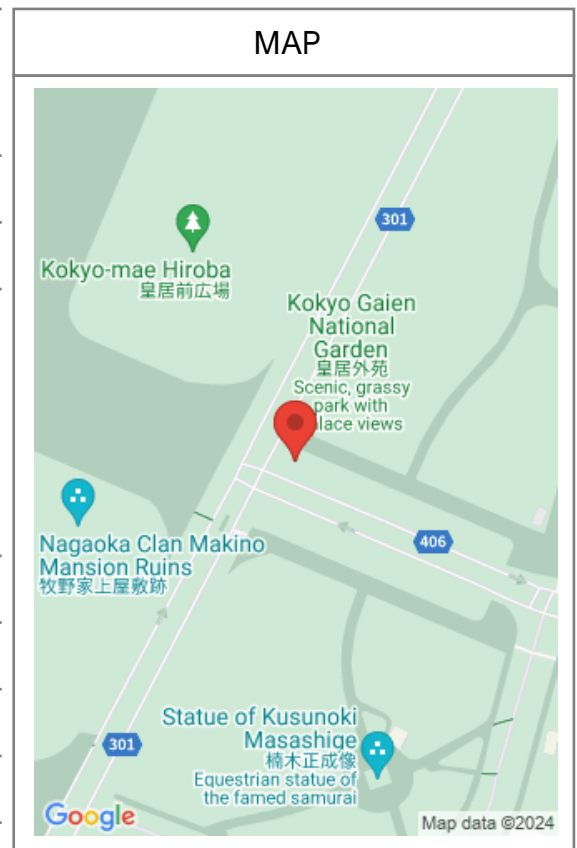 MAP
301
Kokyo-mae Hiroba
皇居前広場
Kokyo Gaien
National
Garden
皇居外苑
Scenic, grassy
park with
lace views
Nagaoka Clan Makino
Mansion Ruins
牧野家上屋敷跡
406
Statue of Kusunoki
Masashige
楠木正成像
Equestrian statue of
the famed samurai
301
Google
Map data ©2024